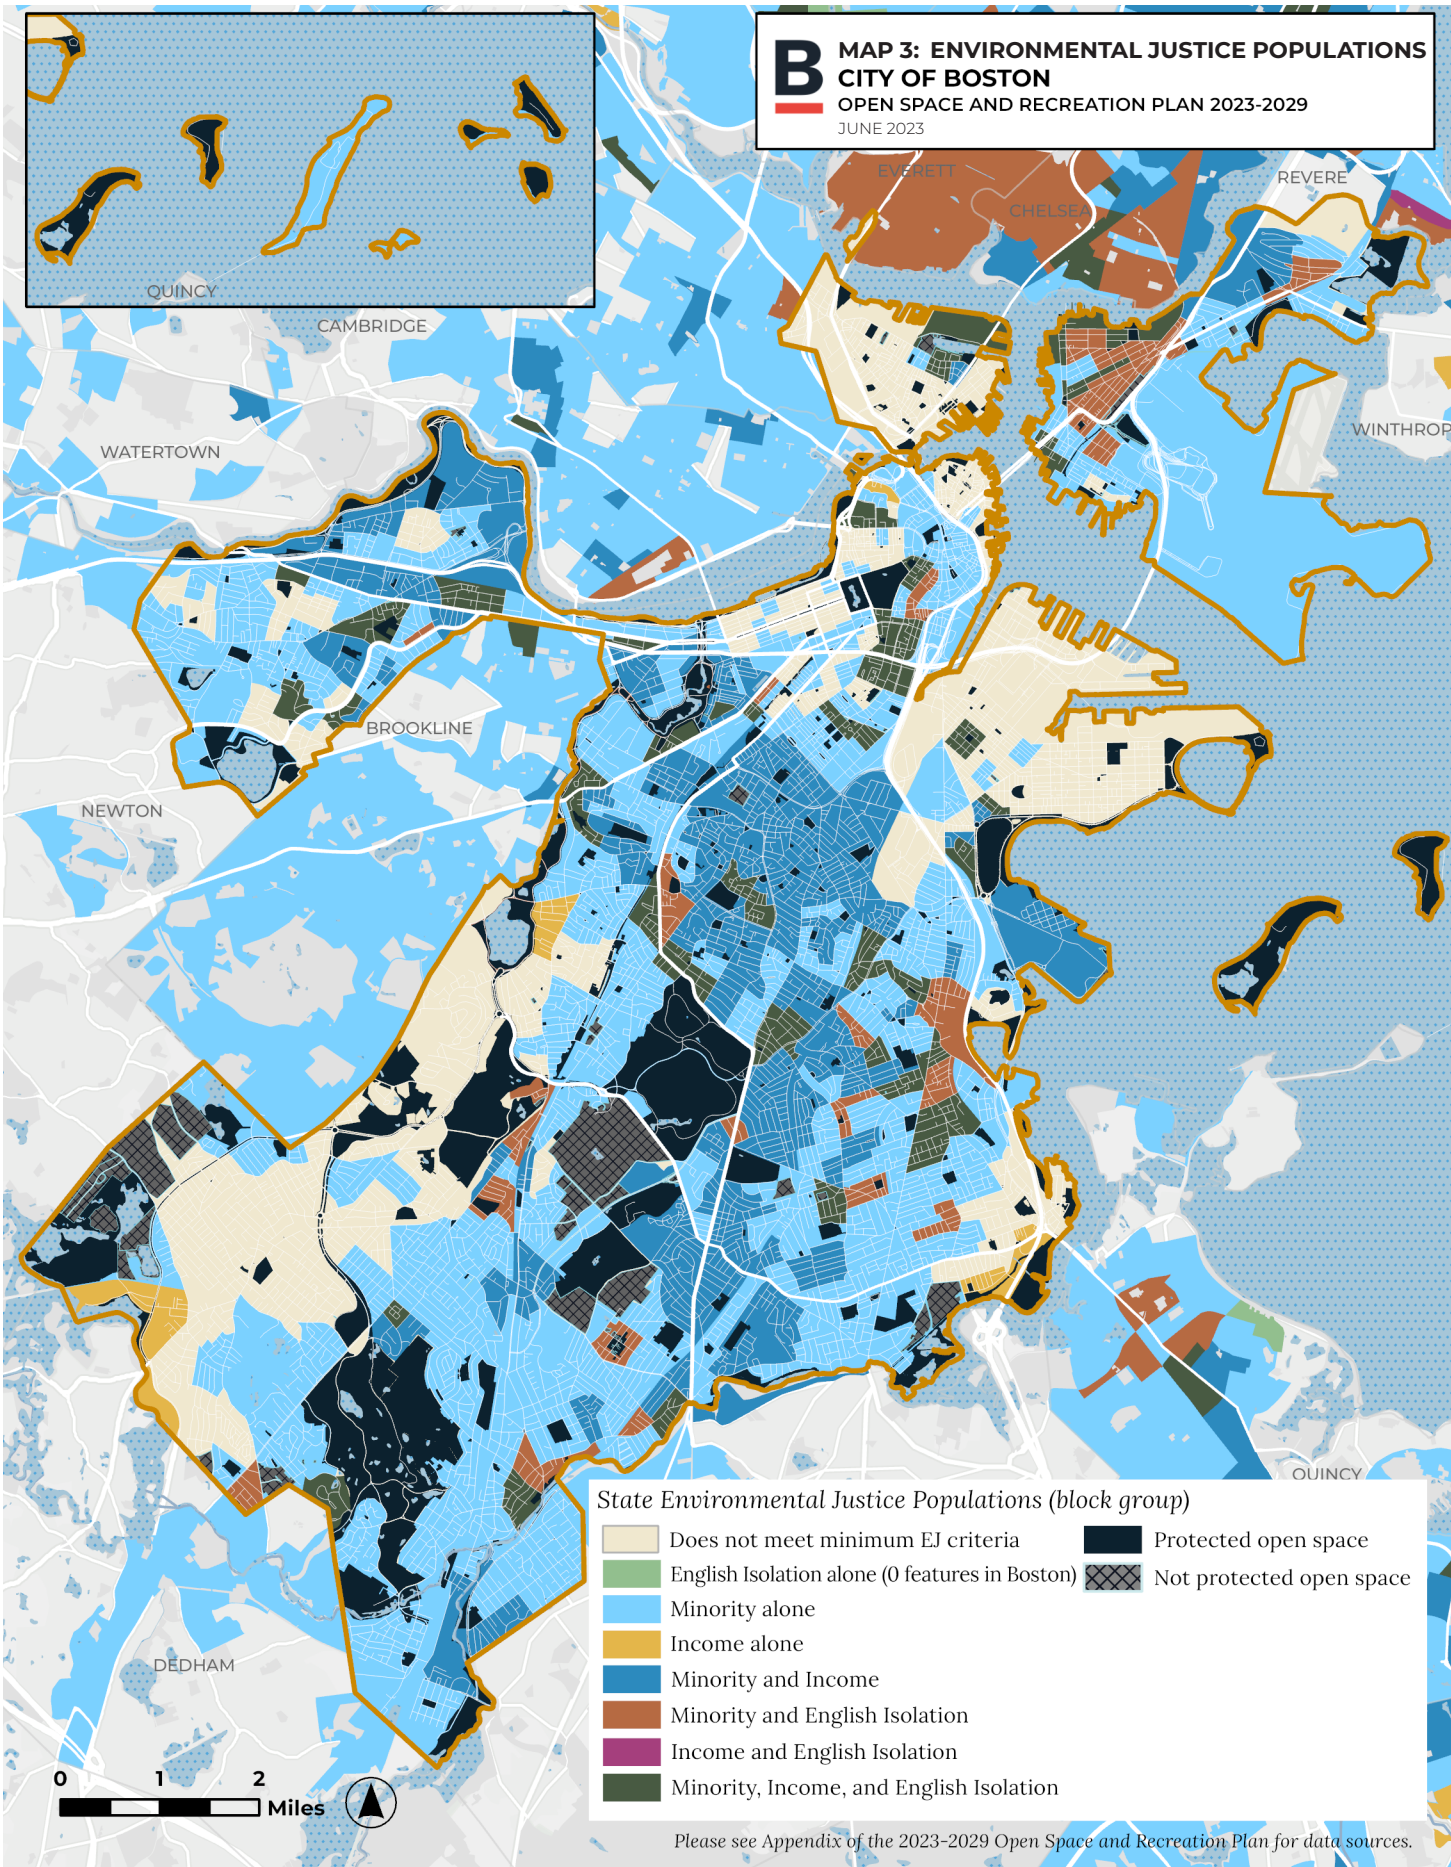 B
MAP 3: ENVIRONMENTAL JUSTICE POPULATIONS
CITY OF BOSTON
OPEN SPACE AND RECREATION PLAN 2023-2029
JUNE 2023
EVERETT
REVERE
CHELSEA
QUINCY
CAMBRIDGE
WINTHROP
WATERTOWN
BROOKLINE
NEWTON
QUINCY
DEDHAM
State Environmental Justice Populations (block group)
Does not meet minimum EJ criteria
English Isolation alone (0 features in Boston)
Minority alone
Income alone
Minority and Income
Minority and English Isolation
Income and English Isolation
Minority, Income, and English Isolation
Protected open space
Not protected open space
0 1 2
Miles
Please see Appendix of the 2023-2029 Open Space and Recreation Plan for data sources.